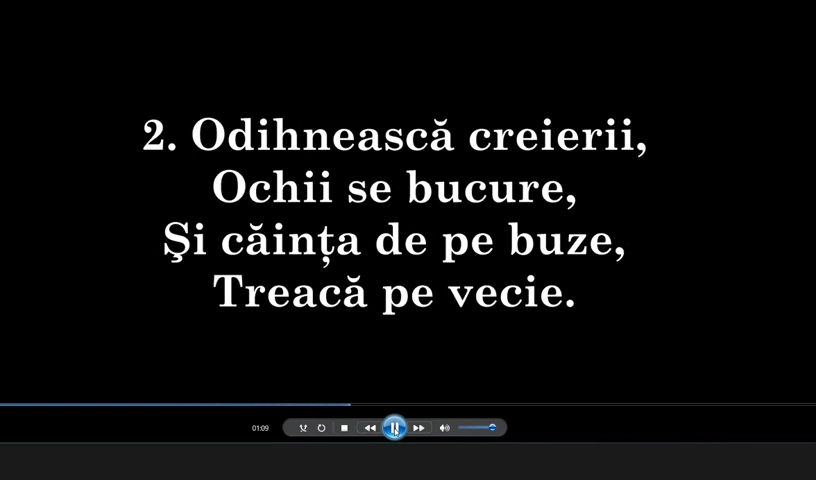 2. Odihnească creierii,
Ochii se bucure,
Şi căința de pe buze,
Treacă pe vecie.
01:09